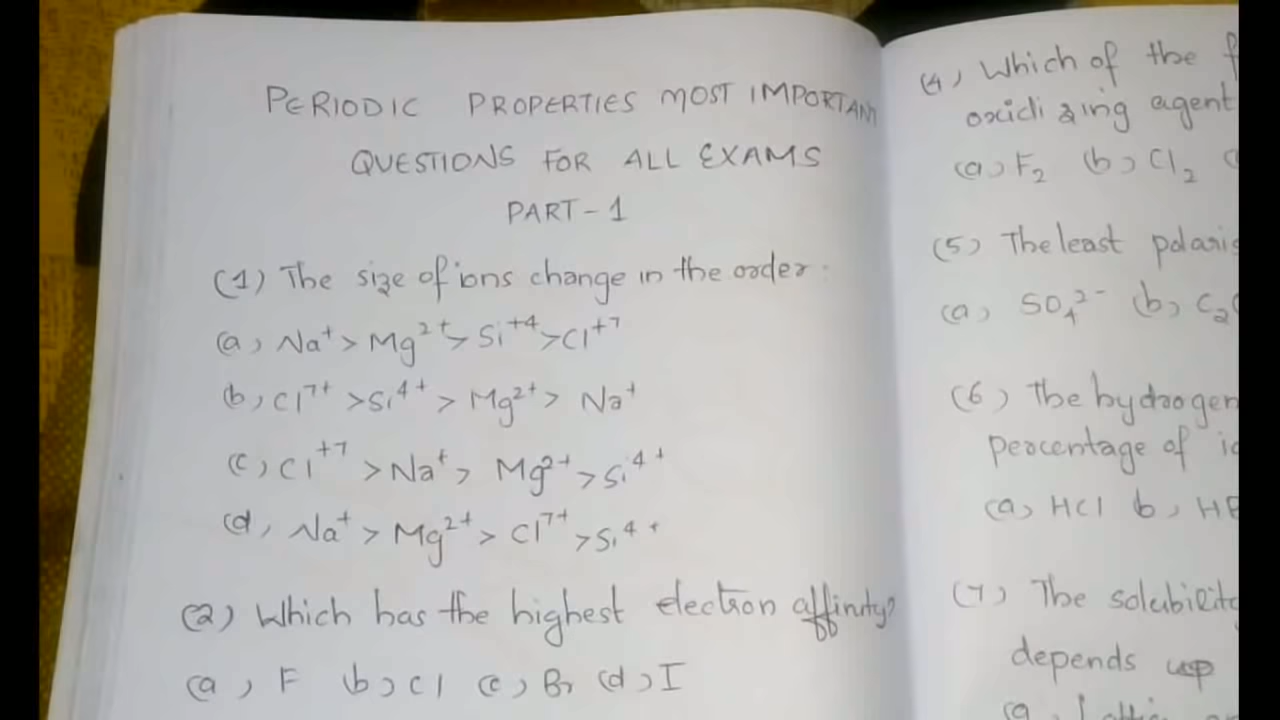 PERIODIC PROPERTIES MOST IMPORTANT
QUESTIONS FOR ALL EXAMS
PART-1
(1) The size of ions change in the order:
(a) Na⁺ > Mg²⁺ > Si⁺⁴ > Cl⁺⁷
(b) Cl⁷⁺ > Si⁴⁺ > Mg²⁺ > Na⁺
(c) Cl⁺⁷ > Na⁺ > Mg²⁺ > Si⁴⁺
(d) Na⁺ > Mg²⁺ > Cl⁷⁺ > Si⁴⁺
(2) Which has the highest electron affinity?
(a) F (b) Cl (c) Br (d) I
(4) Which of the
oxidizing agent
(a) F₂ (b) Cl₂
(5) The least
(a) SO₄²⁻ (b)
(6) The hydrogen
percentage of
(a) HCl b)
(7) The
depends
(a)